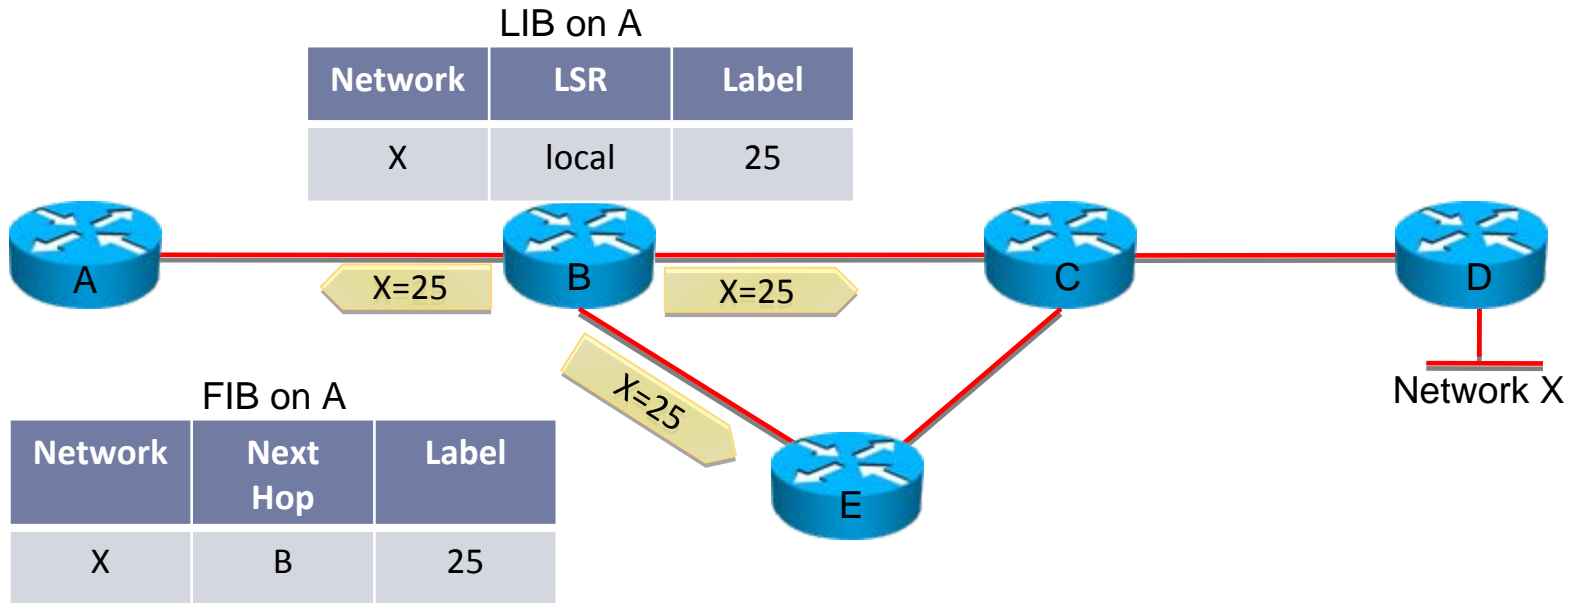 LIB on A
Network LSR Label
X local 25
A B C D
X=25 X=25
X=25
Network X
FIB on A
Network Next Hop Label
X B 25
E